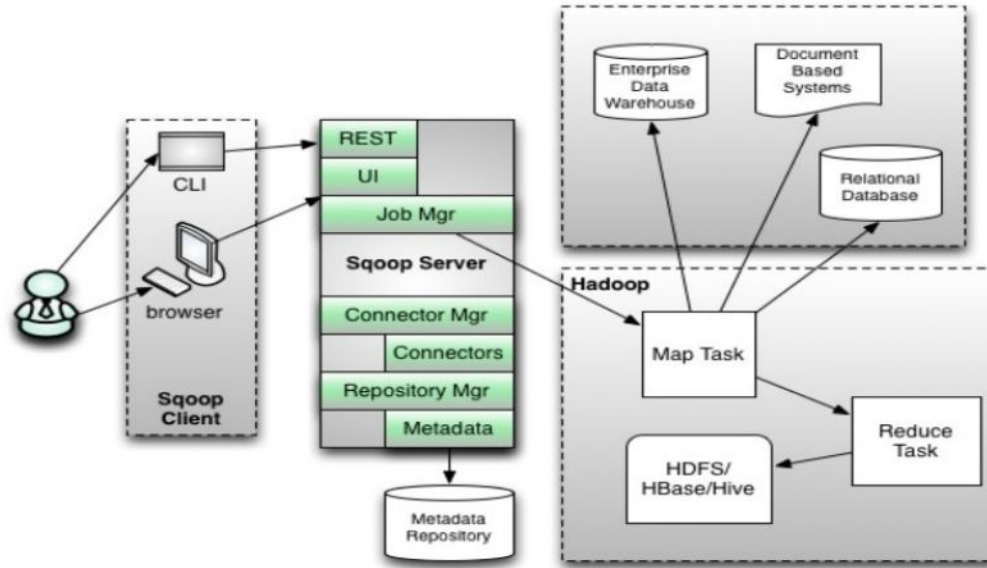 Enterprise
Data
Warehouse
Document
Based
Systems
Relational
Database
REST
UI
Job Mgr
Sqoop Server
Connector Mgr
Connectors
Repository Mgr
Metadata
Metadata
Repository
CLI
browser
Sqoop
Client
Hadoop
Map Task
Reduce
Task
HDFS/
HBase/Hive